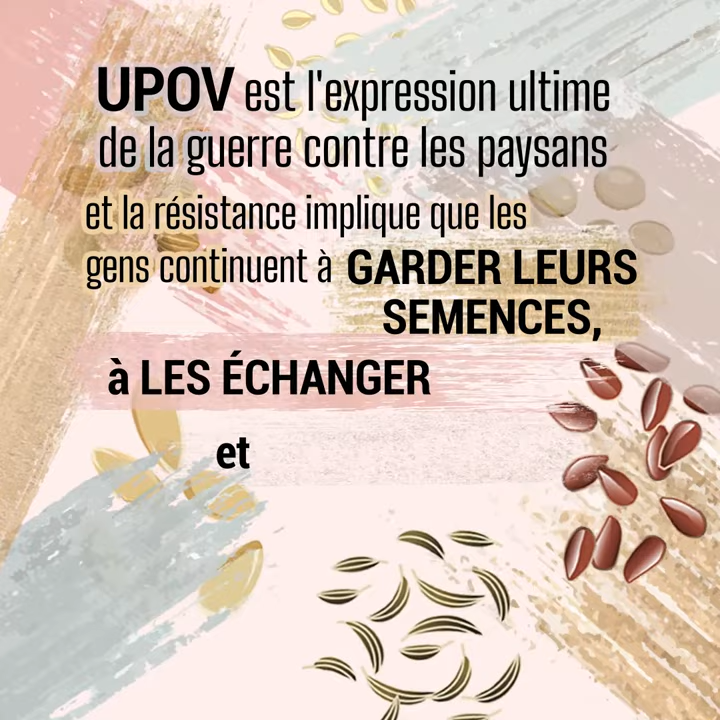 UPOV est l'expression ultime
de la guerre contre les paysans
et la résistance implique que les
gens continuent à GARDER LEURS
SEMENCES,
à LES ÉCHANGER
et